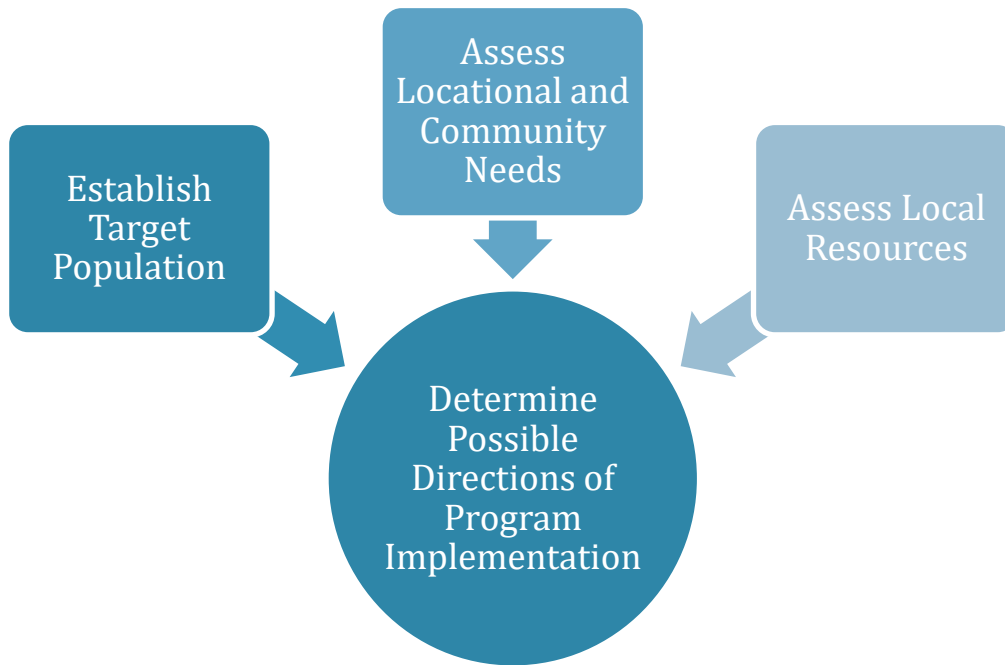 Establish
Target
Population
Assess
Locational and
Community
Needs
Assess Local
Resources
Determine
Possible
Directions of
Program
Implementation